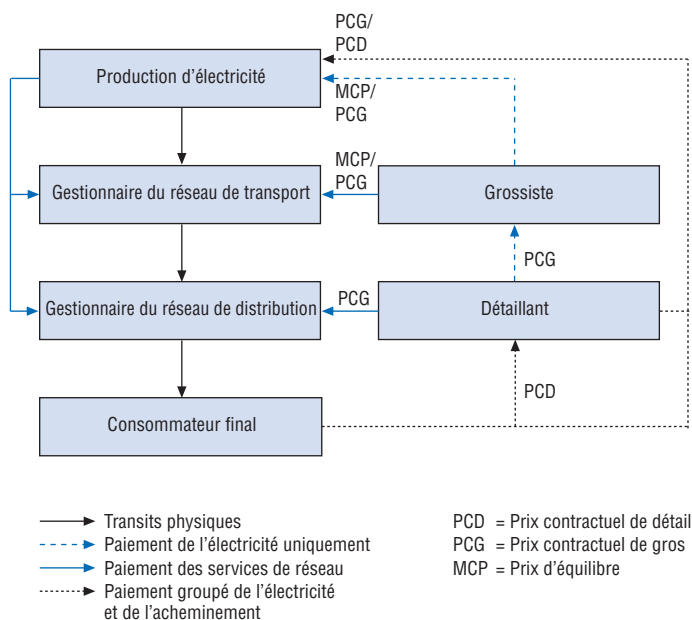 PCG/
PCD
Production d'électricité
MCP/
PCG
MCP/
PCG
Gestionnaire du réseau de transport
Grossiste
PCG
Gestionnaire du réseau de distribution
PCG
Détaillant
PCD
Consommateur final
Transits physiques
Paiement de l'électricité uniquement
Paiement des services de réseau
Paiement groupé de l'électricité
et de l'acheminement
PCD = Prix contractuel de détail
PCG = Prix contractuel de gros
MCP = Prix d'équilibre